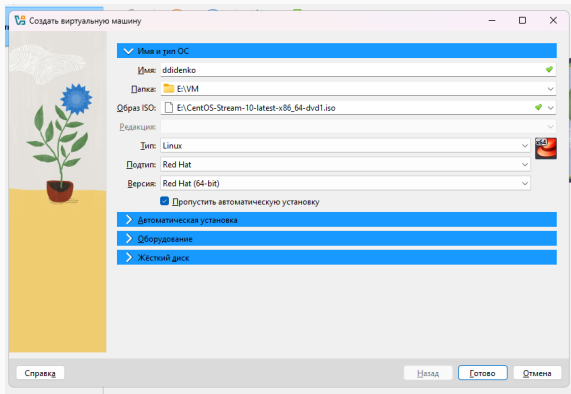 Создать виртуальную машину
Имя и тип ОС
Имя: ddidenko
Папка: E:\VM
Образ ISO: E:\CentOS-Stream-10-latest-x86_64-dvd1.iso
Редакция:
Тип: Linux
Подтип: Red Hat
Версия: Red Hat (64-bit)
Пропустить автоматическую установку
Автоматическая установка
Оборудование
Жёсткий диск
Справка Назад Готово Отмена